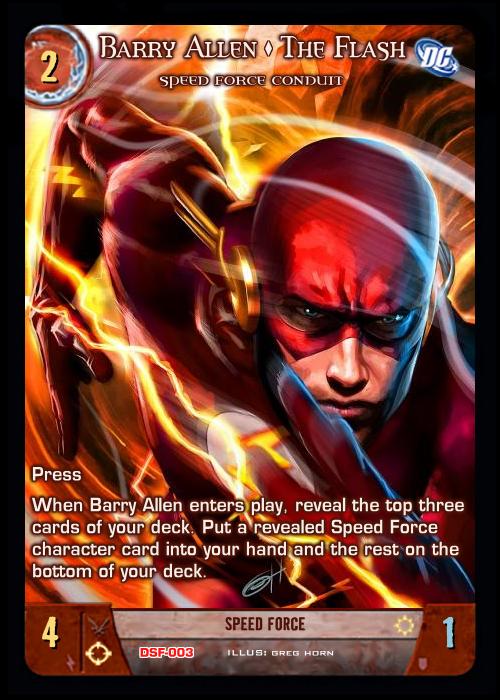 2
BARRY ALLEN ◊ THE FLASH
DC
SPEED FORCE CONDUIT
Press
When Barry Allen enters play, reveal the top three
cards of your deck. Put a revealed Speed Force
character card into your hand and the rest on the
bottom of your deck.
4
SPEED FORCE
1
DSF-003
ILLUS: GREG HORN